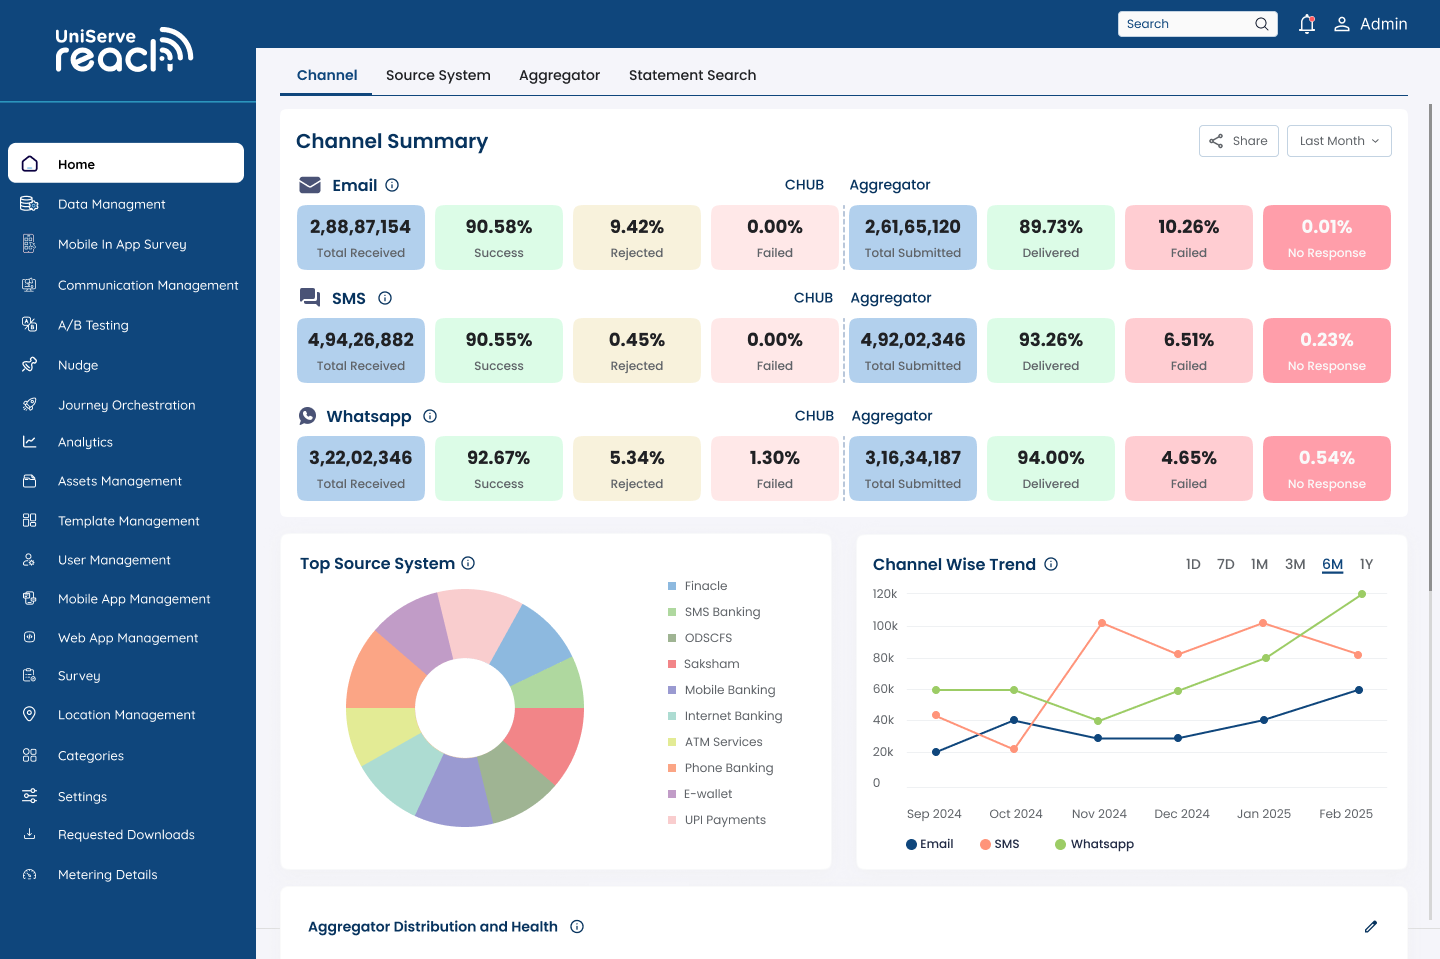 UniServe
reach
Search
Admin
Channel
Source System
Aggregator
Statement Search
Home
Data Managment
Mobile In App Survey
Communication Management
A/B Testing
Nudge
Journey Orchestration
Analytics
Assets Management
Template Management
User Management
Mobile App Management
Web App Management
Survey
Location Management
Categories
Settings
Requested Downloads
Metering Details
Channel Summary
Share
Last Month
Email
CHUB
Aggregator
2,88,87,154
Total Received
90.58%
Success
9.42%
Rejected
0.00%
Failed
2,61,65,120
Total Submitted
89.73%
Delivered
10.26%
Failed
0.01%
No Response
SMS
CHUB
Aggregator
4,94,26,882
Total Received
90.55%
Success
0.45%
Rejected
0.00%
Failed
4,92,02,346
Total Submitted
93.26%
Delivered
6.51%
Failed
0.23%
No Response
Whatsapp
CHUB
Aggregator
3,22,02,346
Total Received
92.67%
Success
5.34%
Rejected
1.30%
Failed
3,16,34,187
Total Submitted
94.00%
Delivered
4.65%
Failed
0.54%
No Response
Top Source System
Finacle
SMS Banking
ODSCFS
Saksham
Mobile Banking
Internet Banking
ATM Services
Phone Banking
E-wallet
UPI Payments
Channel Wise Trend
1D
7D
1M
3M
6M
1Y
120k
100k
80k
60k
40k
20k
0
Sep 2024
Oct 2024
Nov 2024
Dec 2024
Jan 2025
Feb 2025
Email
SMS
Whatsapp
Aggregator Distribution and Health